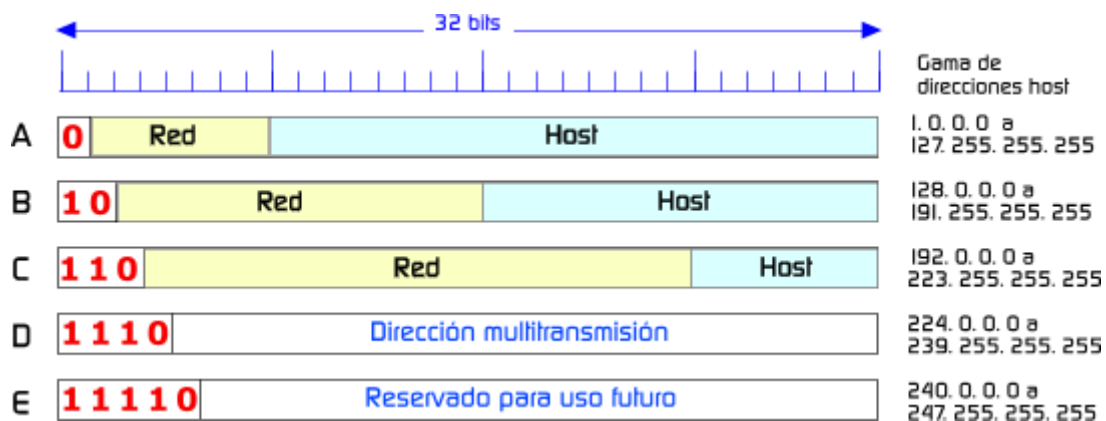 32 bits
Gama de
direcciones host
A 0 Red Host 1. 0. 0. 0 a
127. 255. 255. 255
B 1 0 Red Host 128. 0. 0. 0 a
191. 255. 255. 255
C 1 1 0 Red Host 192. 0. 0. 0 a
223. 255. 255. 255
D 1 1 1 0 Dirección multitransmisión 224. 0. 0. 0 a
239. 255. 255. 255
E 1 1 1 1 0 Reservado para uso futuro 240. 0. 0. 0 a
247. 255. 255. 255